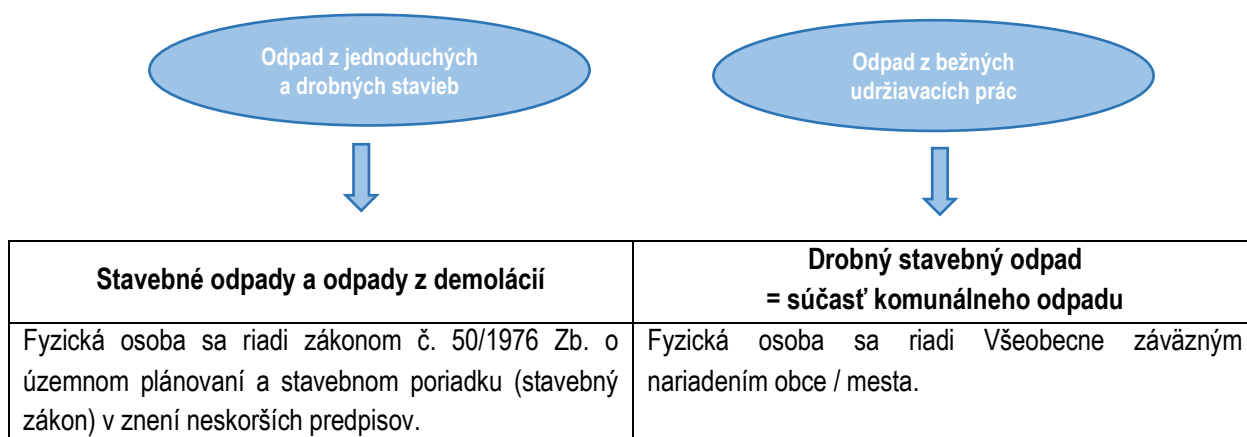 Odpad z jednoduchých
a drobných stavieb
Odpad z bežných
udržiavacích prác
Stavebné odpady a odpady z demolácií
Drobný stavebný odpad
= súčasť komunálneho odpadu
Fyzická osoba sa riadi zákonom č. 50/1976 Zb. o
územnom plánovaní a stavebnom poriadku (stavebný
zákon) v znení neskorších predpisov.
Fyzická osoba sa riadi Všeobecne záväzným
nariadením obce / mesta.